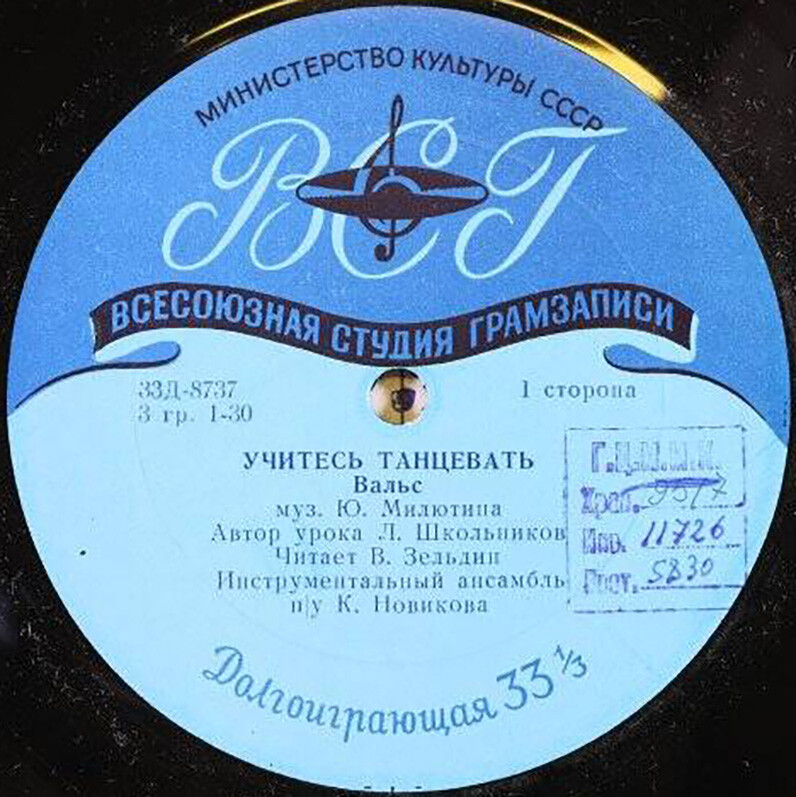 МИНИСТЕРСТВО КУЛЬТУРЫ СССР
ВСГ
ВСЕСОЮЗНАЯ СТУДИЯ ГРАМЗАПИСИ
33Д-8737
1 сторона
3 гр. 1-30
УЧИТЕСЬ ТАНЦЕВАТЬ
Вальс
муз. Ю. Милютина
Автор урока Л. Школьников
Читает В. Зельдин
Инструментальный ансамбль
п/у К. Новикова
Г.Ц.М.М.К.
Хран.
Инв. 11726
5830
Долгоиграющая 33 1/3